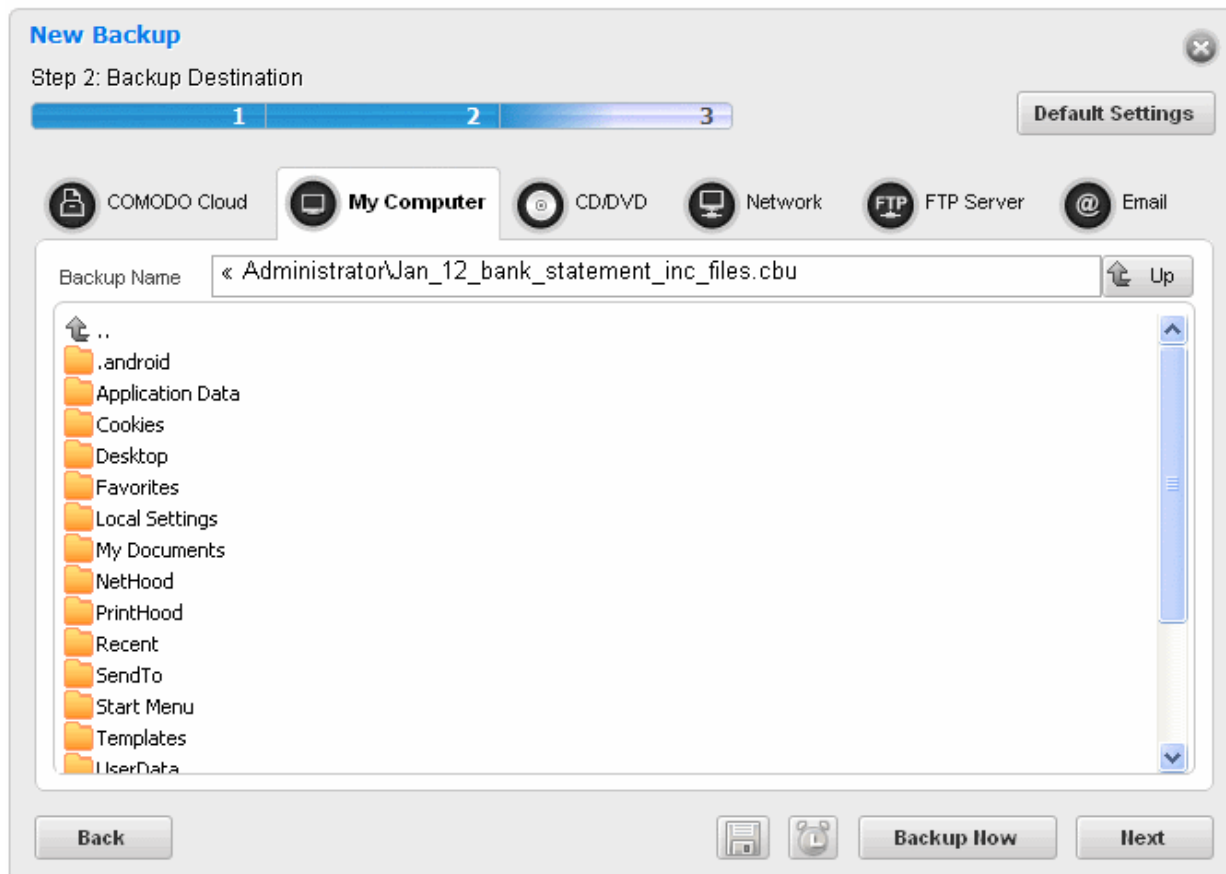 New Backup
Step 2: Backup Destination
1 2 3
Default Settings
COMODO Cloud My Computer CD/DVD Network FTP FTP Server @ Email
Backup Name « Administrator\Jan_12_bank_statement_inc_files.cbu Up
..
.android
Application Data
Cookies
Desktop
Favorites
Local Settings
My Documents
NetHood
PrintHood
Recent
SendTo
Start Menu
Templates
UserData
Back Backup Now Next